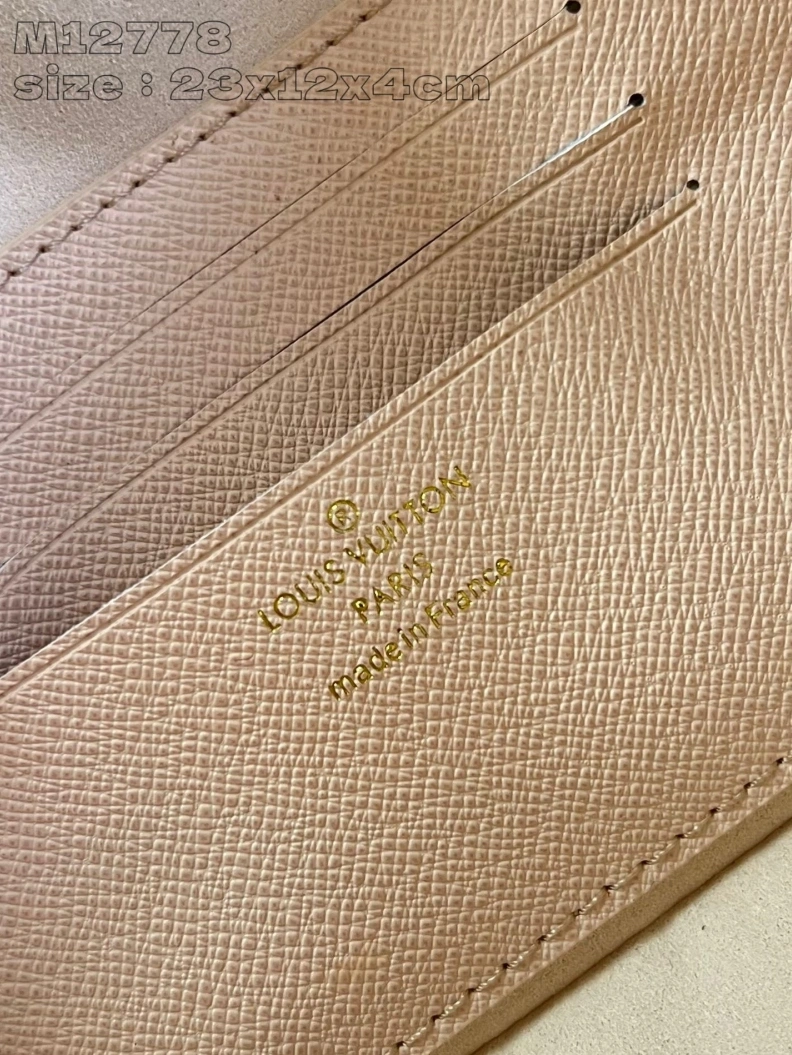 M12778
size : 23x12x4cm
®
LOUIS VUITTON
PARIS
made in France